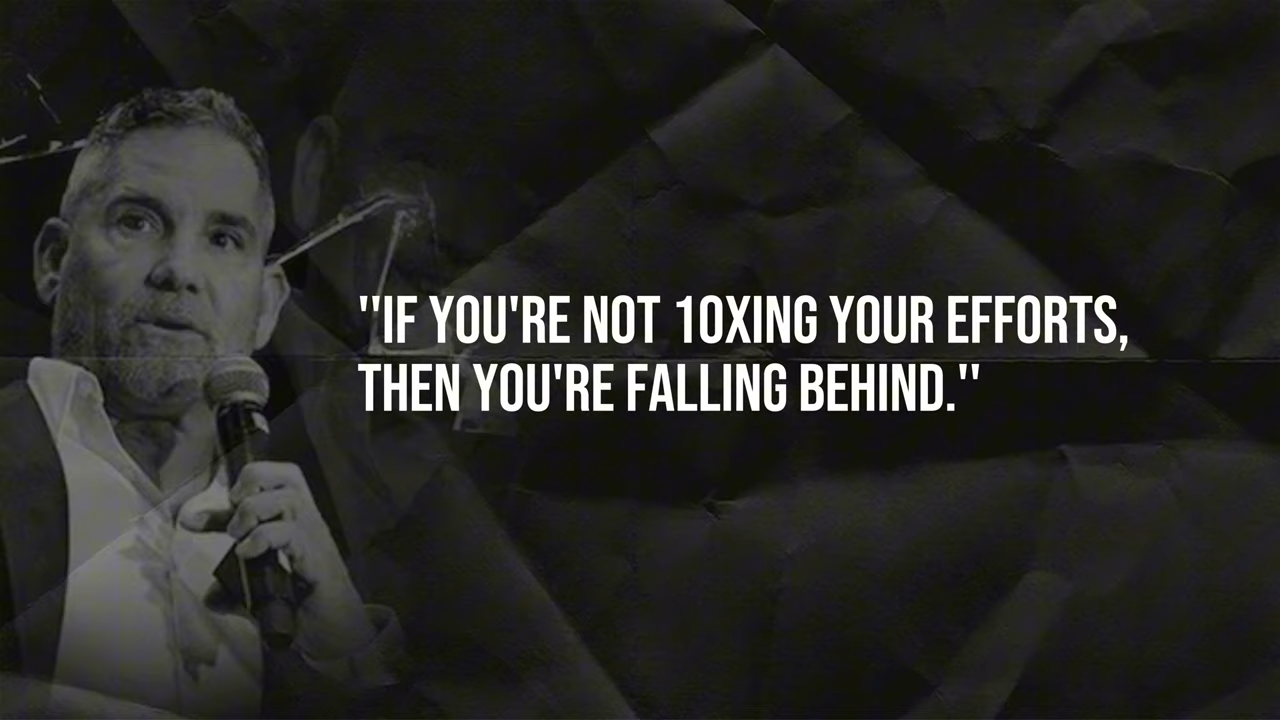 "IF YOU'RE NOT 10XING YOUR EFFORTS,
THEN YOU'RE FALLING BEHIND."